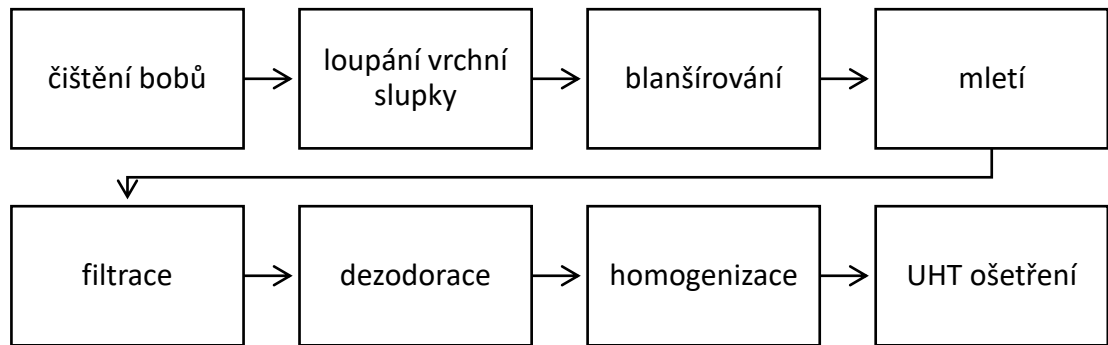 čištění bobů
loupání vrchní
slupky
blanšírování
mletí
filtrace
dezodorace
homogenizace
UHT ošetření